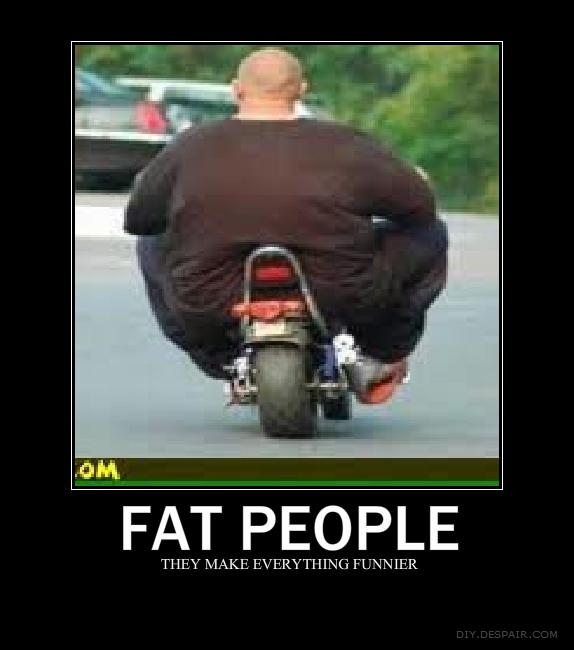 .OM
FAT PEOPLE
THEY MAKE EVERYTHING FUNNIER
DIY.DESPAIR.COM